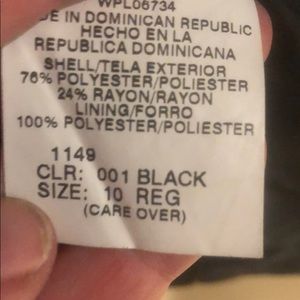 WPL06734
DE IN DOMINICAN REPUBLIC
HECHO EN LA
REPUBLICA DOMINICANA
SHELL/TELA EXTERIOR
76% POLYESTER/POLIESTER
24% RAYON/RAYON
LINING/FORRO
100% POLYESTER/POLIESTER
1149
CLR: 001 BLACK
SIZE: 10 REG
(CARE OVER)